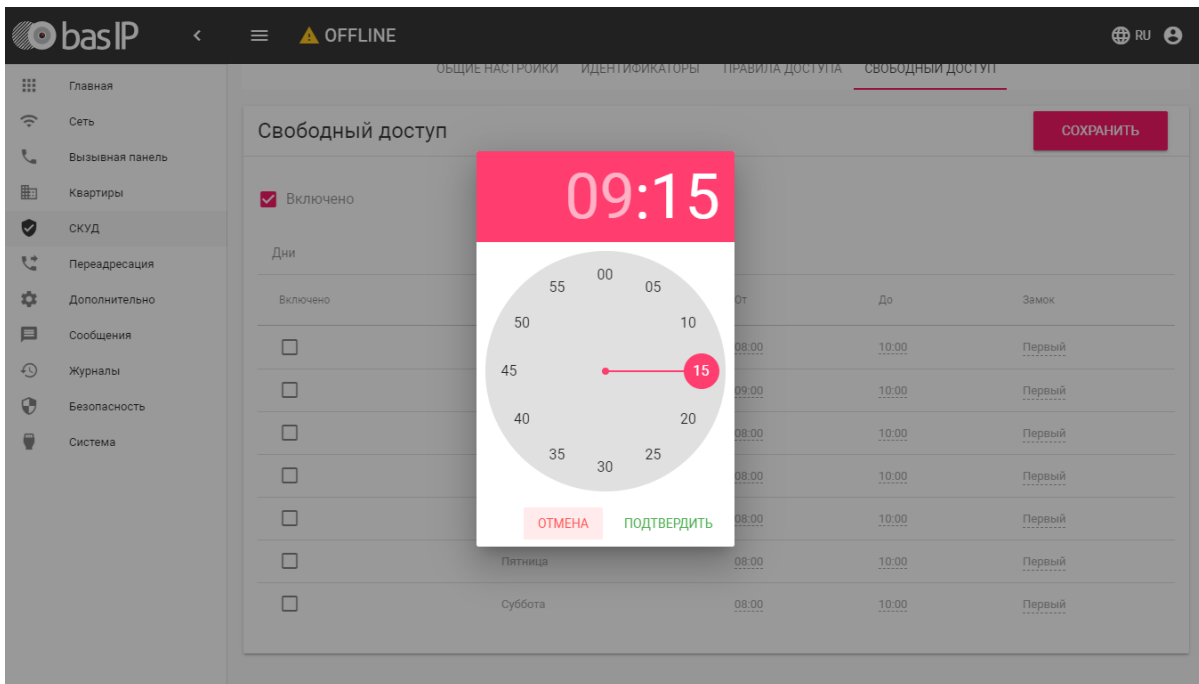 basIP
OFFLINE
RU
ОБЩИЕ НАСТРОЙКИ ИДЕНТИФИКАТОРЫ ПРАВИЛА ДОСТУПА СВОБОДНЫЙ ДОСТУП
Главная
Сеть
Вызывная панель
Квартиры
СКУД
Переадресация
Дополнительно
Сообщения
Журналы
Безопасность
Система
Свободный доступ
СОХРАНИТЬ
Включено
Дни
Включено От До Замок
08:00 10:00 Первый
09:00 10:00 Первый
08:00 10:00 Первый
08:00 10:00 Первый
08:00 10:00 Первый
Пятница 08:00 10:00 Первый
Суббота 08:00 10:00 Первый
09:15
00
05
10
15
20
25
30
35
40
45
50
55
ОТМЕНА ПОДТВЕРДИТЬ